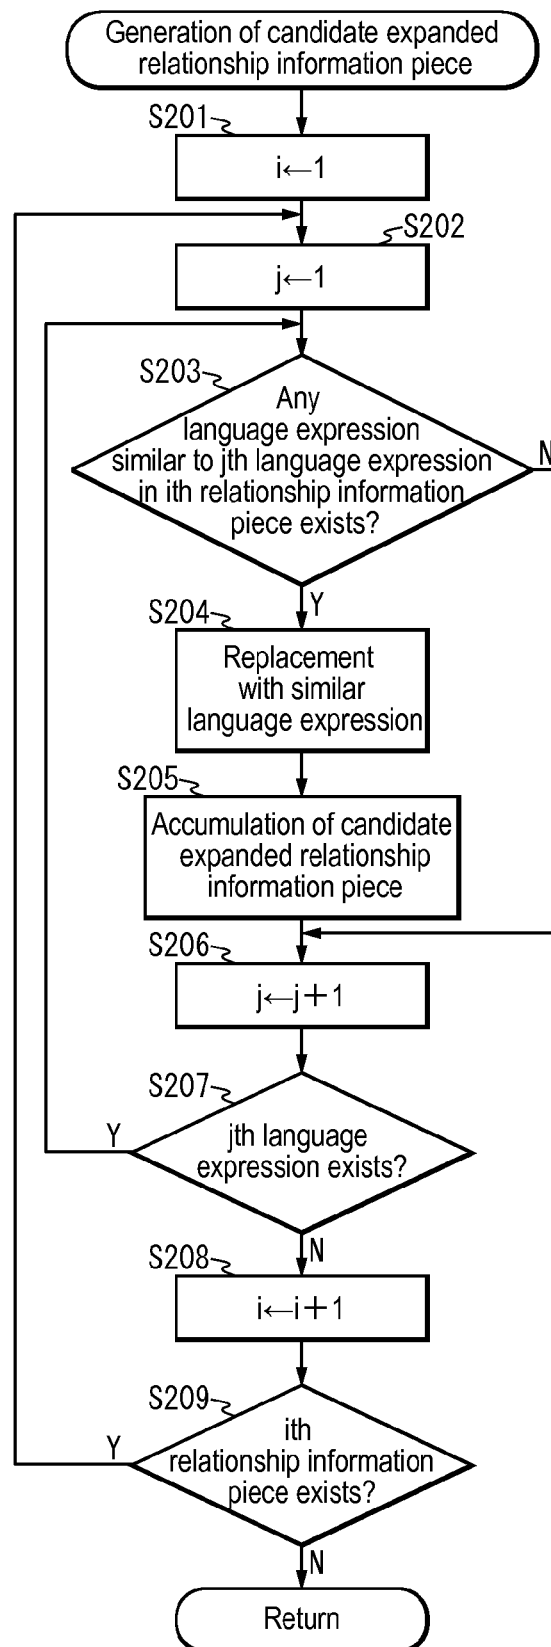 Generation of candidate expanded
relationship information piece
S201
i←1
S202
j←1
S203
Any
language expression
similar to jth language expression
in ith relationship information
piece exists?
N
Y
S204
Replacement
with similar
language expression
S205
Accumulation of candidate
expanded relationship
information piece
S206
j←j+1
S207
Y
jth language
expression exists?
N
S208
i←i+1
S209
Y
ith
relationship information
piece exists?
N
Return